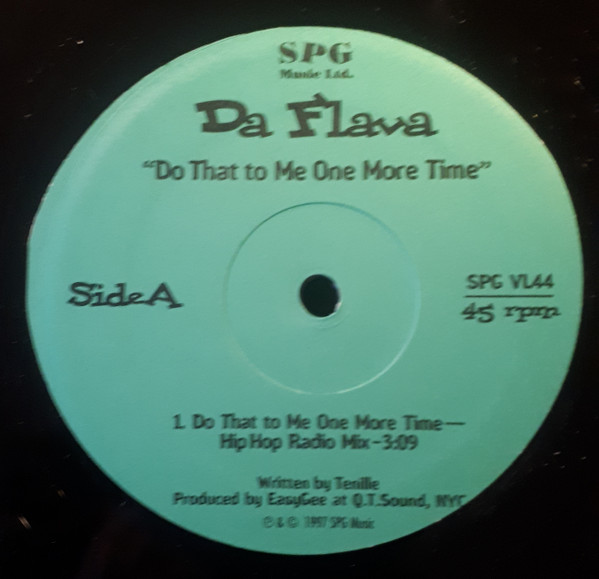 SPG
Music Ltd.
Da Flava
“Do That to Me One More Time”
Side A
SPG VL44
45 rpm
1. Do That to Me One More Time—
Hip Hop Radio Mix-3:09
Written by Tenille
Produced by EasyGee at Q.T.Sound, NYC
℗ & © 1997 SPG Music